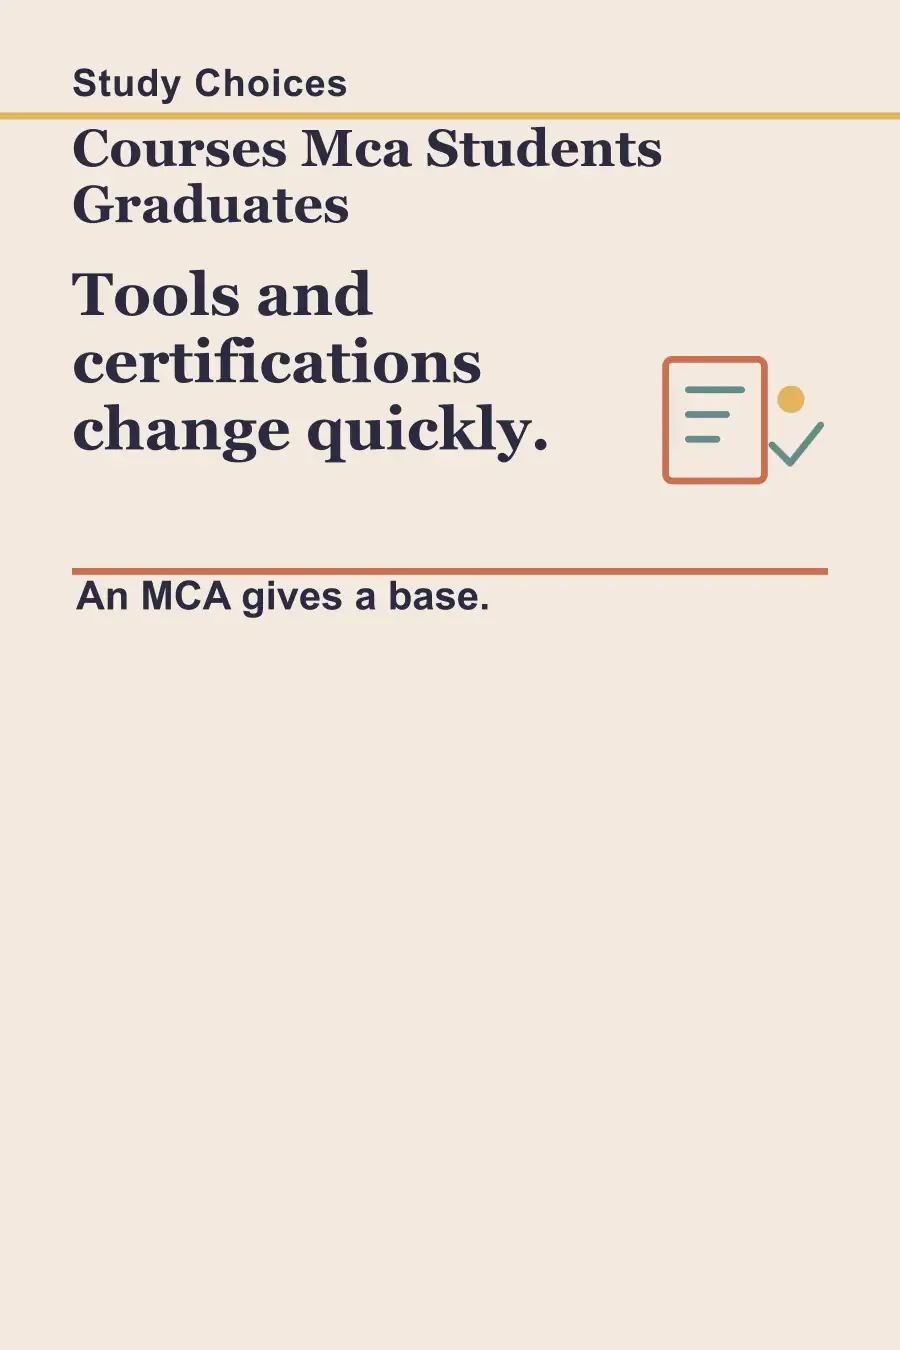 Study Choices
Courses Mca Students
Graduates
Tools and
certifications
change quickly.
An MCA gives a base.